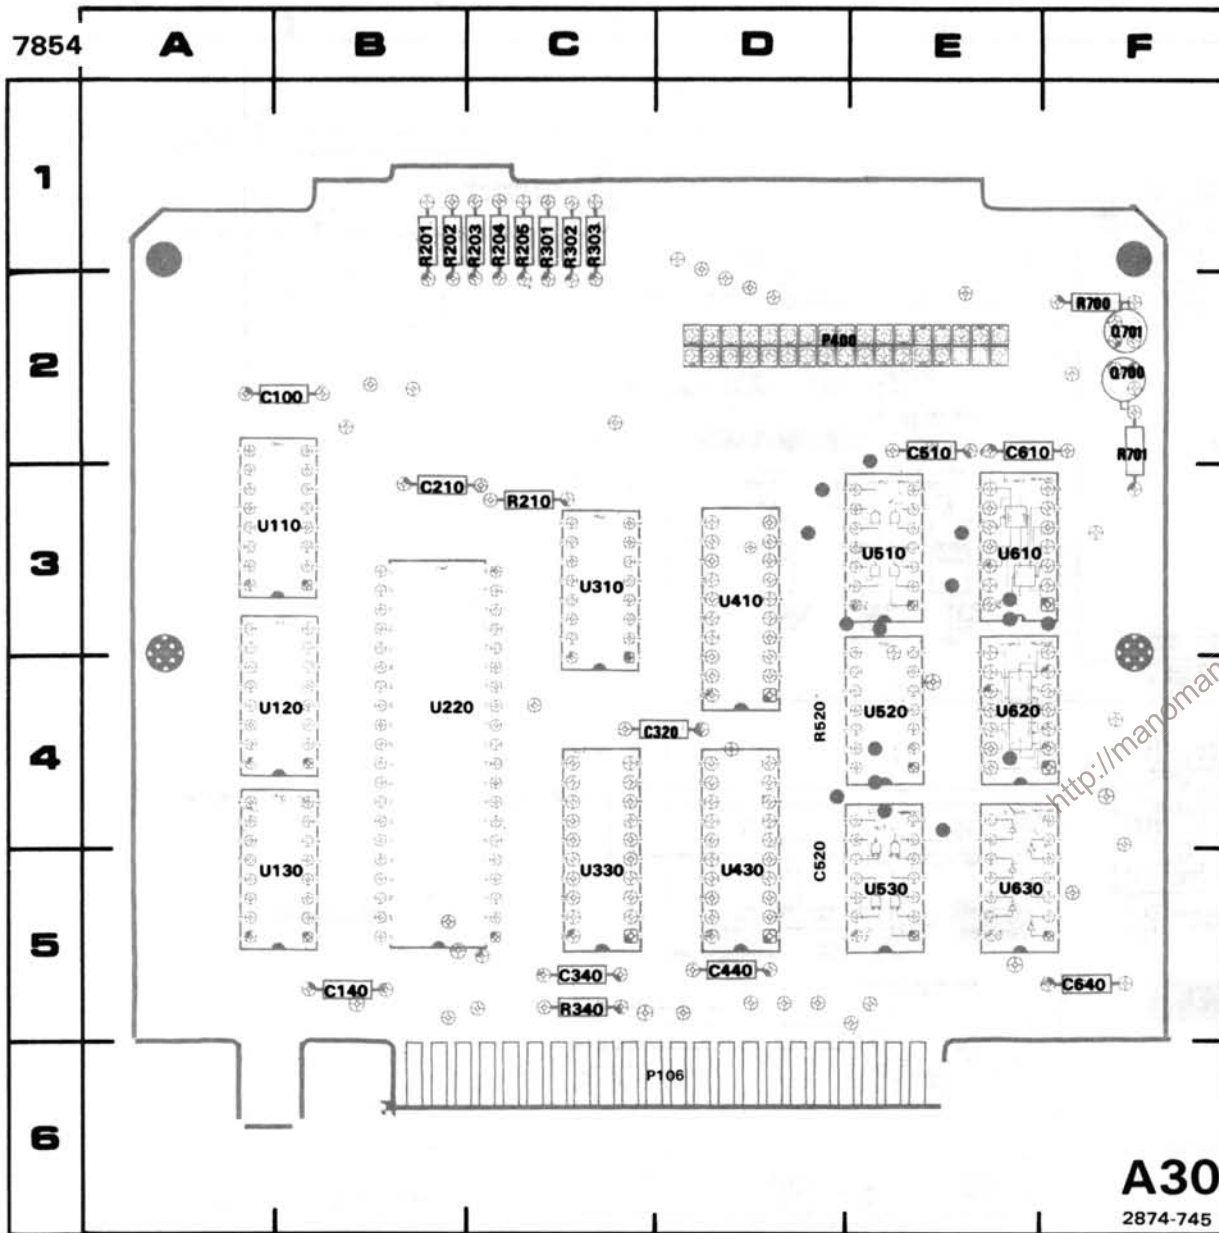 7854 A B C D E F
1
R201 R202 R203 R204 R205 R301 R302 R303
R700
Q701
P400
2
Q700
C100
C510 C610 R701
C210
R210
U110
3
U510 U610
U310
U410
U120 U220 U520 U620
R520
C320
4
http://manoman
U130 U330 U430 C520
U530 U630
5
C340 C440
C140 C640
R340
P106
6
A30
2874-745